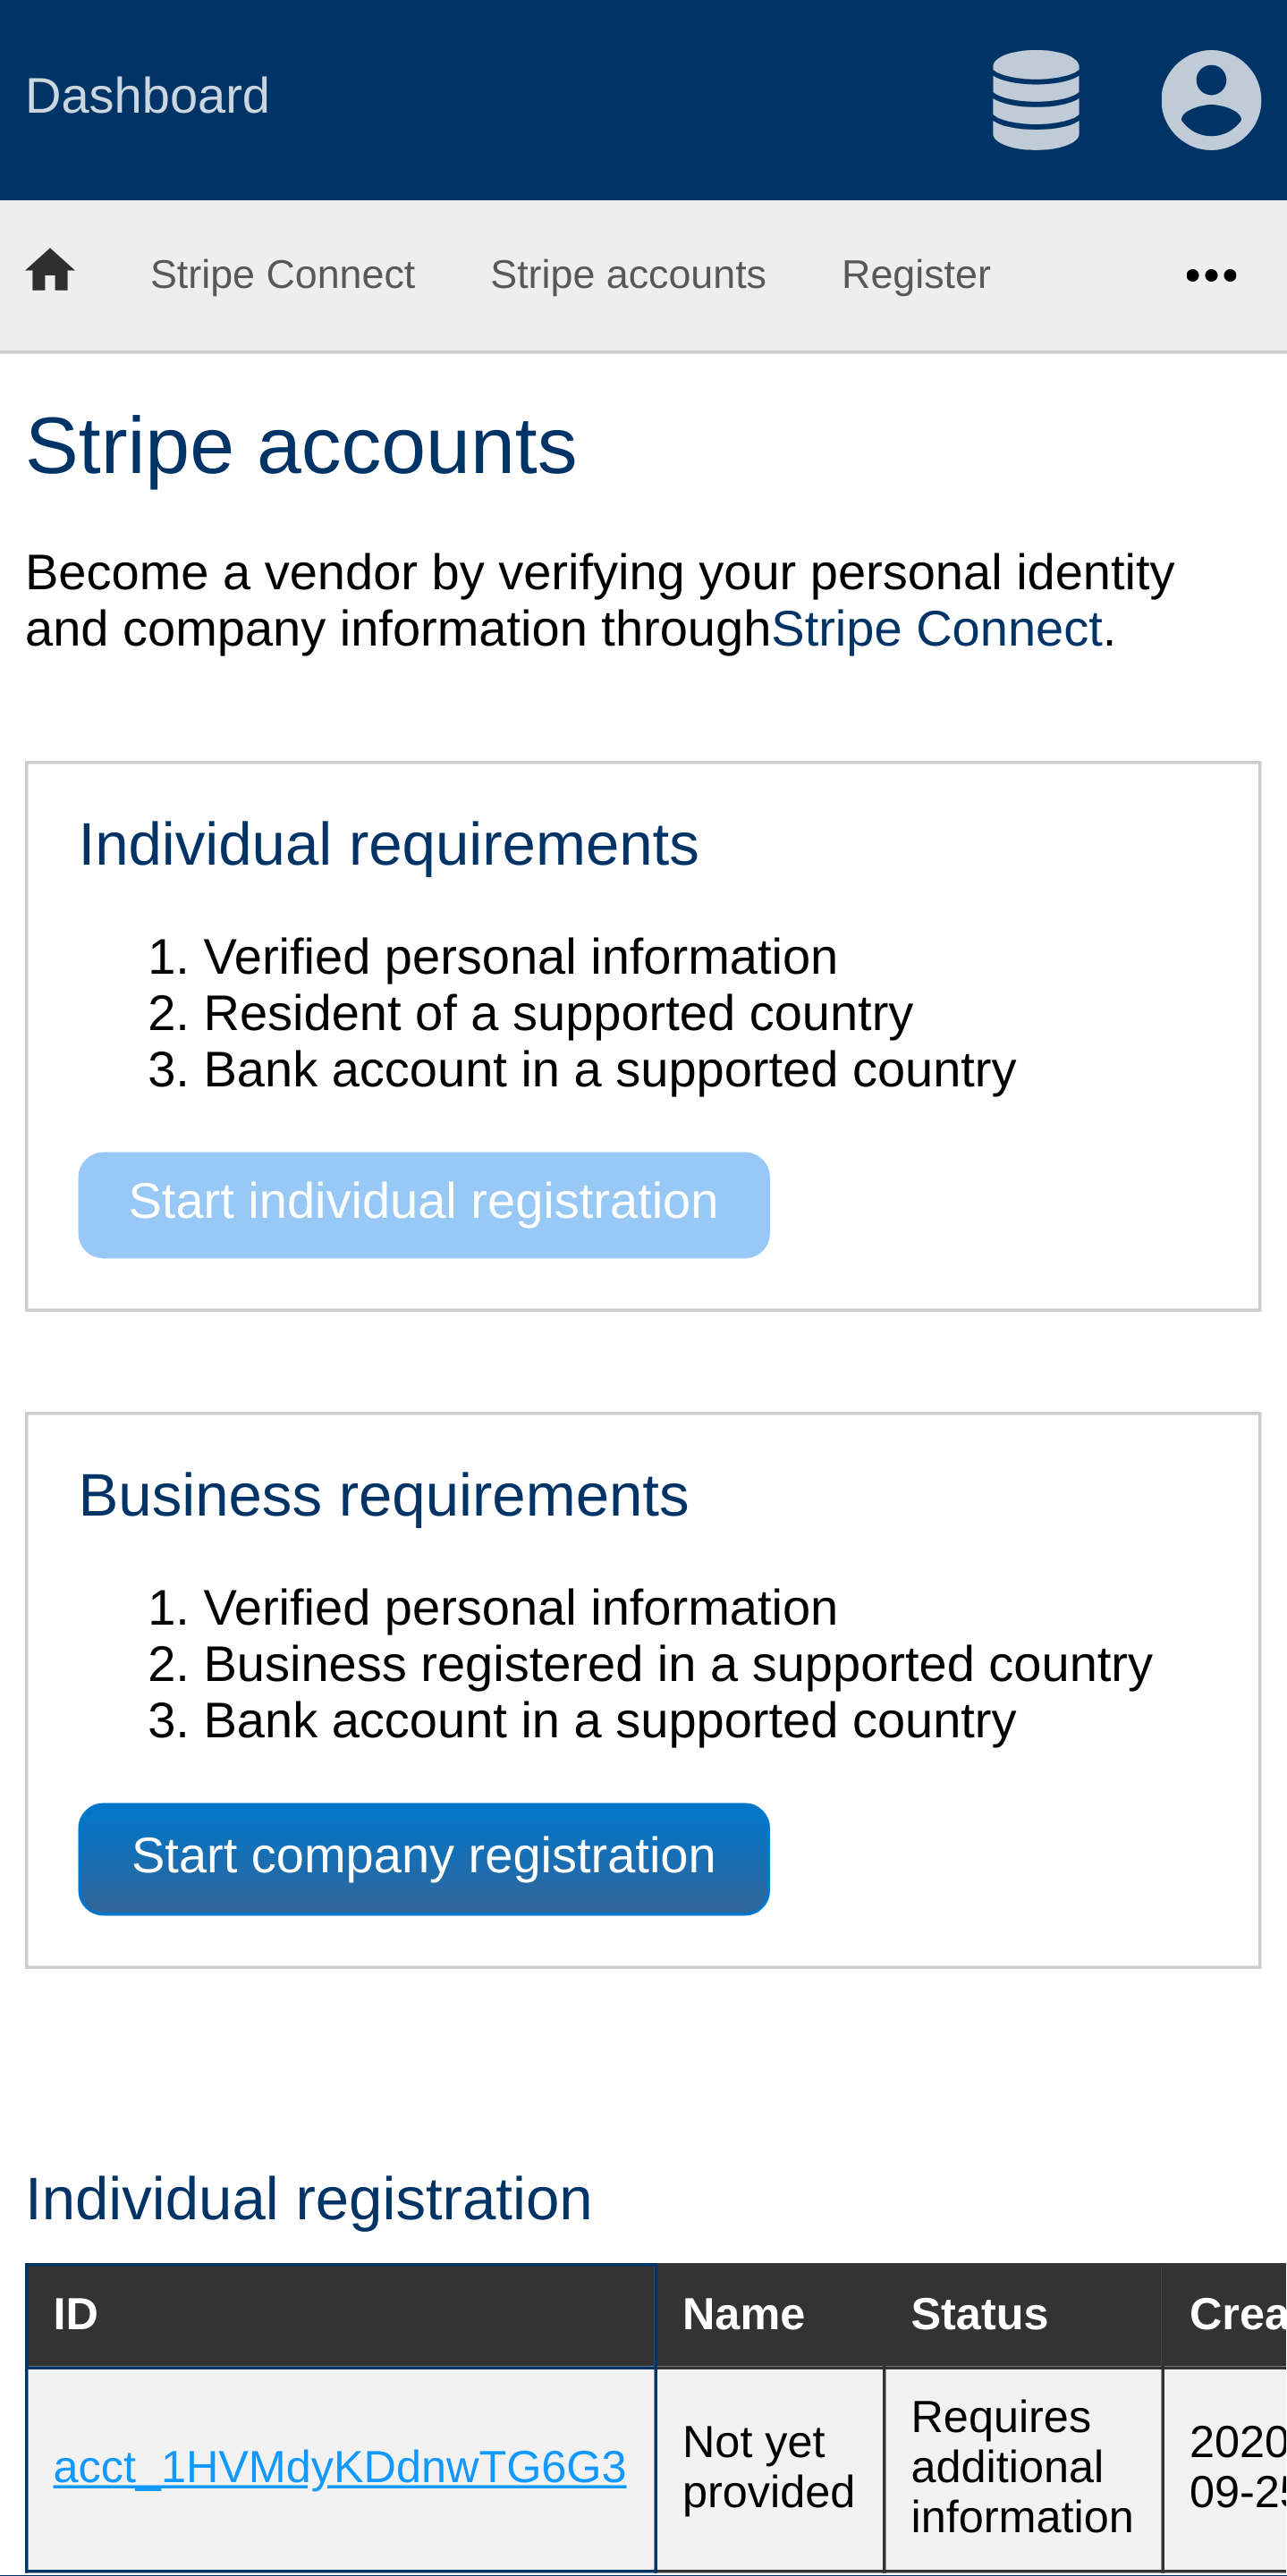 Dashboard
Stripe Connect Stripe accounts Register
Stripe accounts
Become a vendor by verifying your personal identity
and company information throughStripe Connect.
Individual requirements
1. Verified personal information
2. Resident of a supported country
3. Bank account in a supported country
Start individual registration
Business requirements
1. Verified personal information
2. Business registered in a supported country
3. Bank account in a supported country
Start company registration
Individual registration
ID Name Status Crea
acct_1HVMdyKDdnwTG6G3
Not yet
provided
Requires
additional
information
2020
09-25